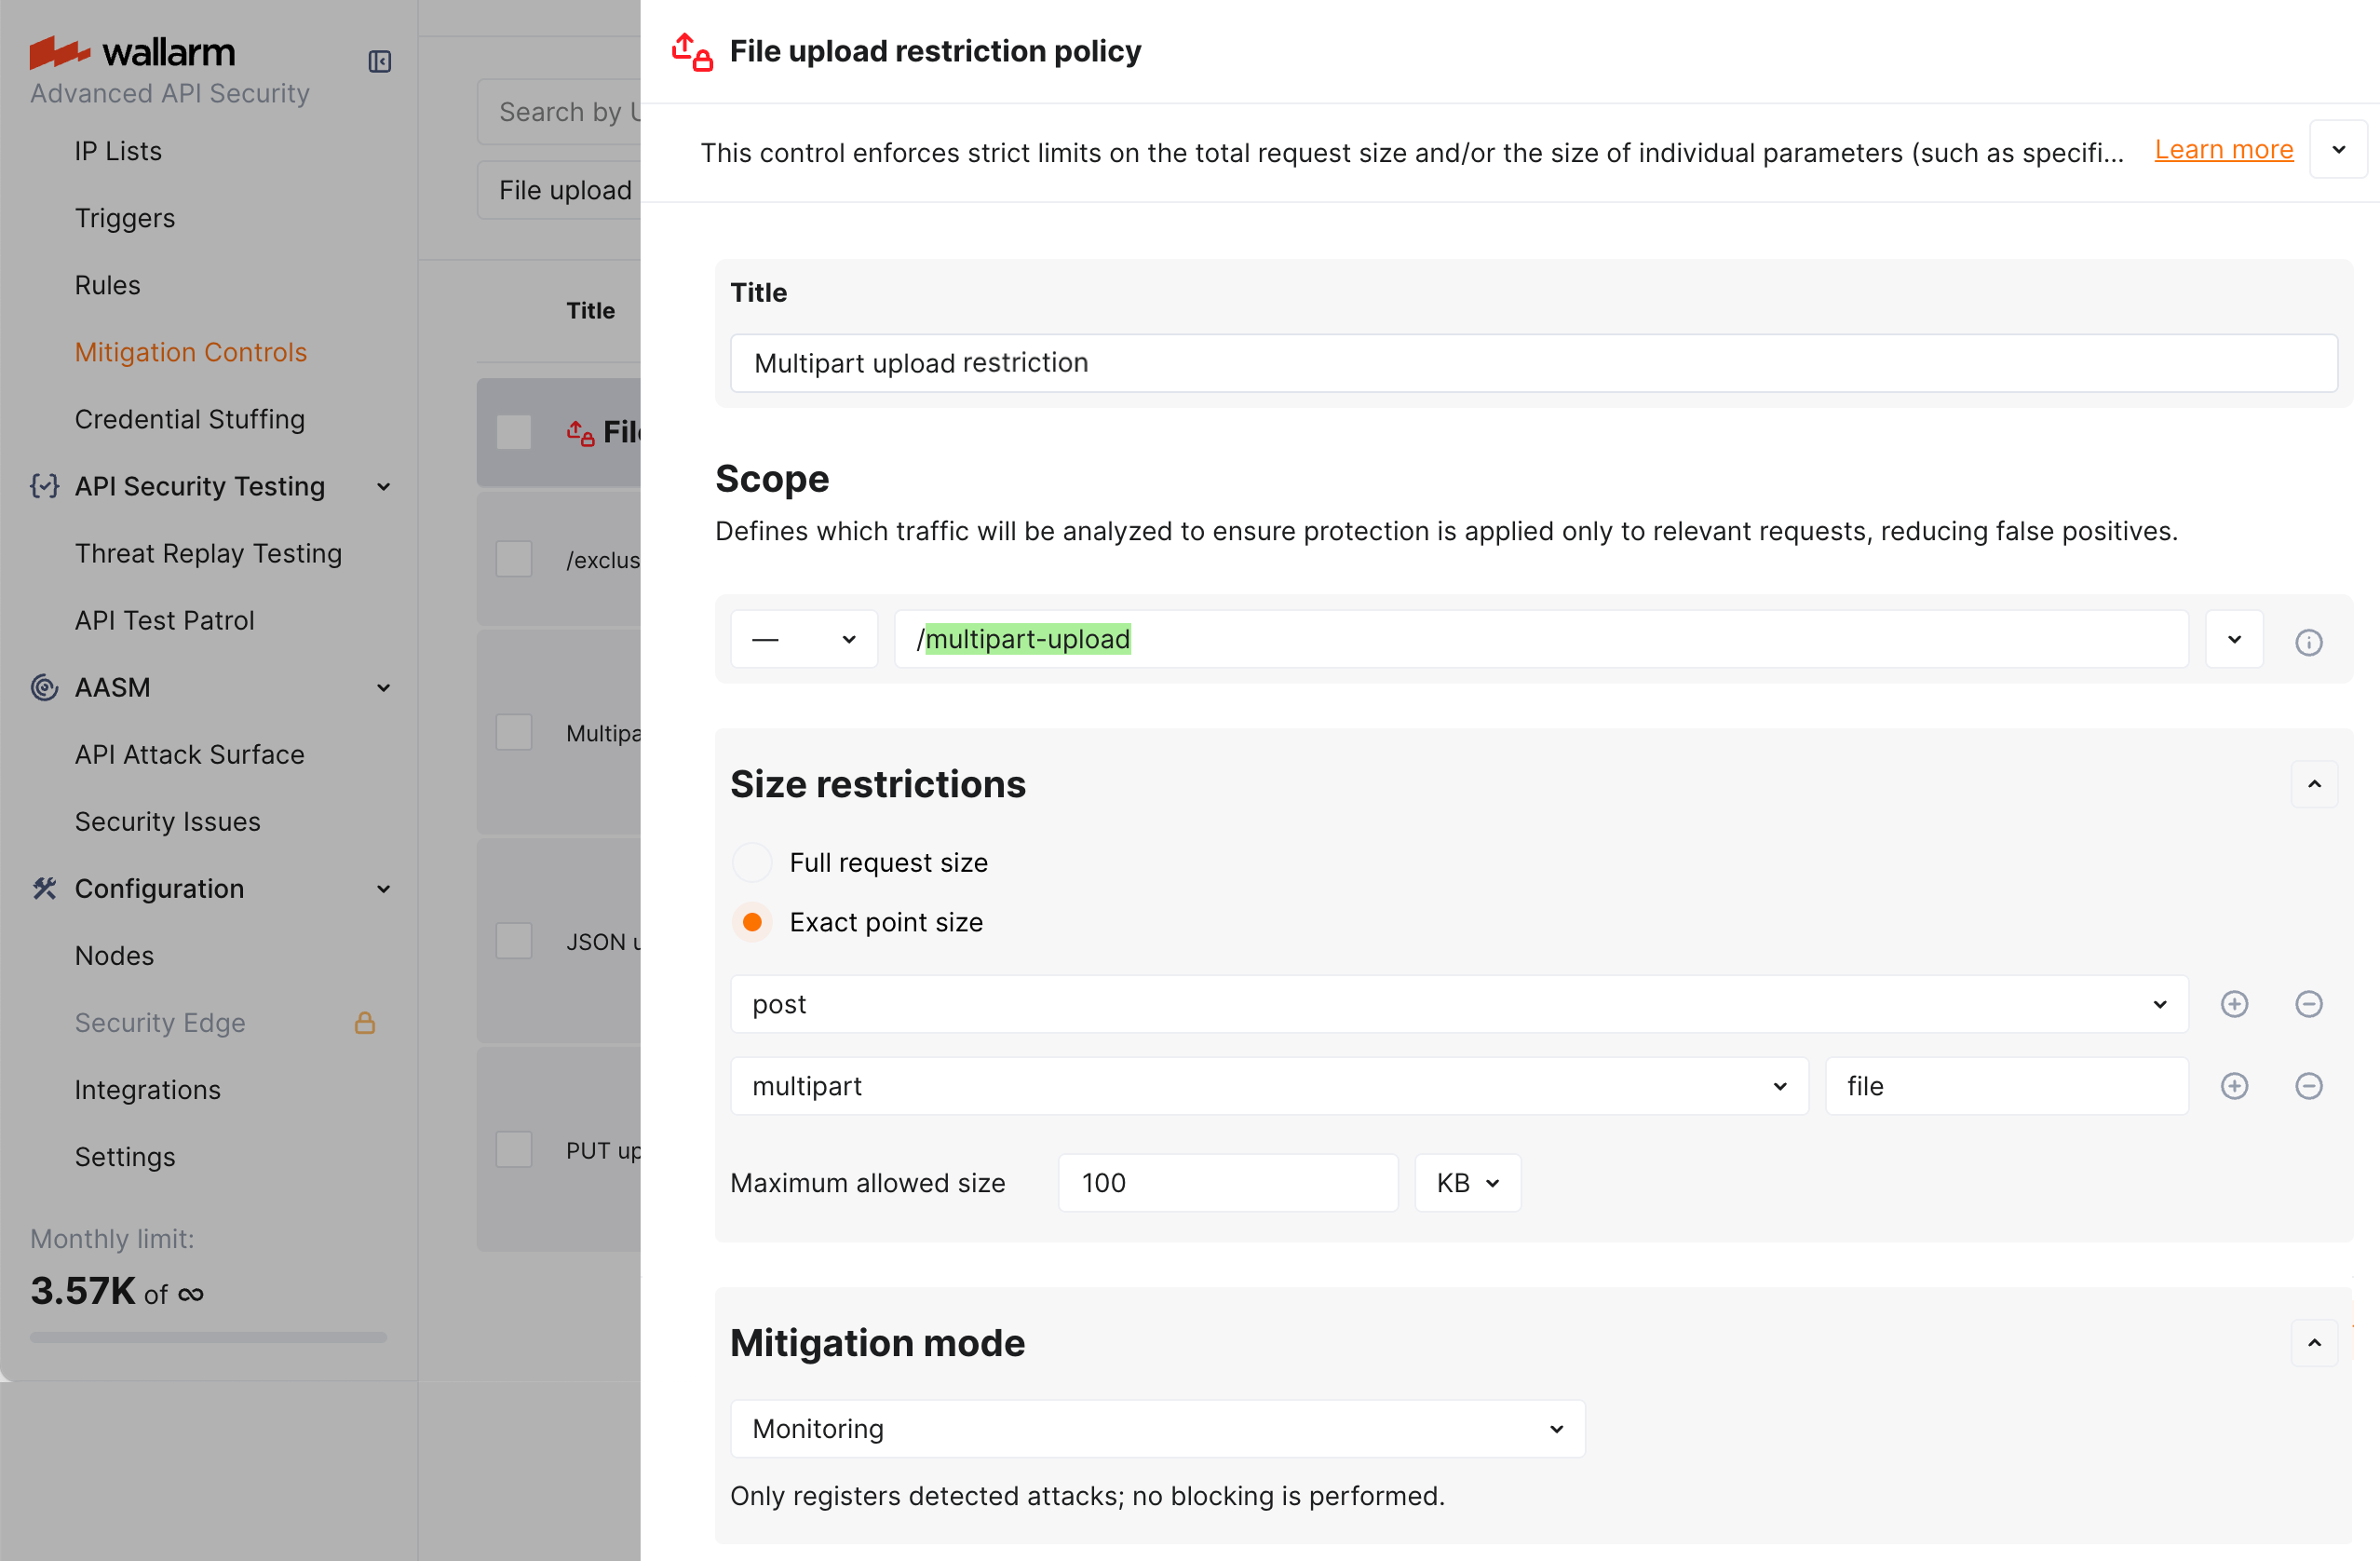 wallarm
Advanced API Security
IP Lists
Triggers
Rules
Mitigation Controls
Credential Stuffing
API Security Testing
Threat Replay Testing
API Test Patrol
AASM
API Attack Surface
Security Issues
Configuration
Nodes
Security Edge
Integrations
Settings
Monthly limit:
3.57K of ∞
Search by U
File upload
Title
File
/exclus
Multipa
JSON u
PUT up
File upload restriction policy
This control enforces strict limits on the total request size and/or the size of individual parameters (such as specifi... Learn more
Title
Multipart upload restriction
Scope
Defines which traffic will be analyzed to ensure protection is applied only to relevant requests, reducing false positives.
— /multipart-upload
Size restrictions
Full request size
Exact point size
post
multipart file
Maximum allowed size 100 KB
Mitigation mode
Monitoring
Only registers detected attacks; no blocking is performed.